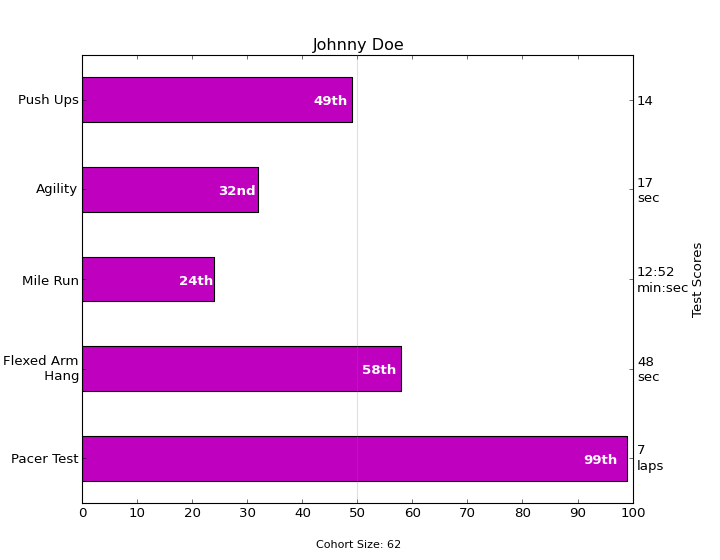 Johnny Doe
Push Ups
49th
14
Agility
32nd
17
sec
Mile Run
24th
12:52
min:sec
Test Scores
Flexed Arm
Hang
58th
48
sec
Pacer Test
99th
7
laps
0 10 20 30 40 50 60 70 80 90 100
Cohort Size: 62